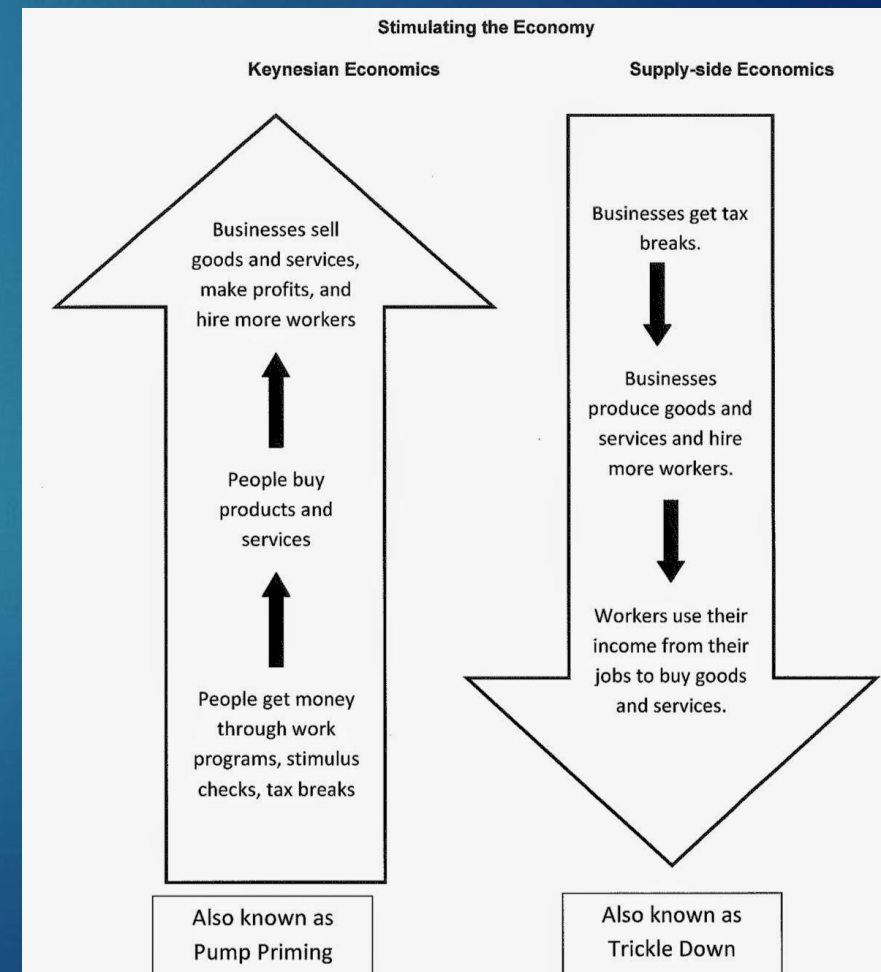 Stimulating the Economy
Keynesian Economics
Businesses sell
goods and services,
make profits, and
hire more workers
People buy
products and
services
People get money
through work
programs, stimulus
checks, tax breaks
Also known as
Pump Priming
Supply-side Economics
Businesses get tax
breaks.
Businesses
produce goods and
services and hire
more workers.
Workers use their
income from their
jobs to buy goods
and services.
Also known as
Trickle Down